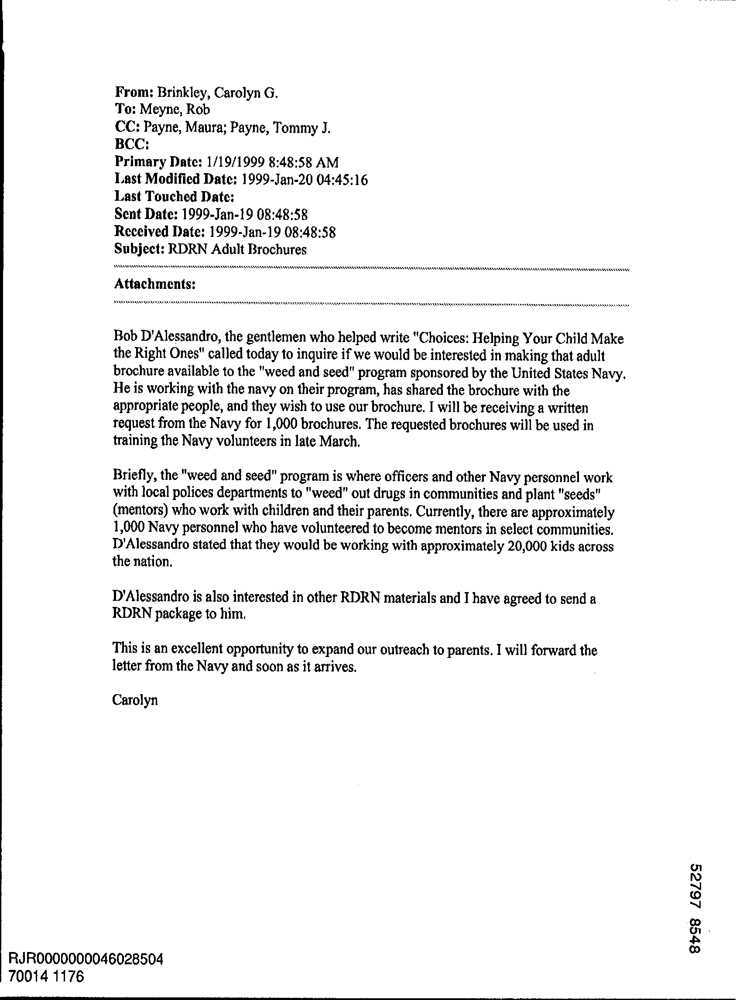 From: Brinkley, Carolyn G.
To: Meyne, Rob
CC: Payne, Maura; Payne, Tommy J.
BCC:
Primary Date: 1/19/1999 8:48:58 AM
Last Modified Date: 1999-Jan-20 04:45:16
Last Touched Date:
Sent Date: 1999-Jan-19 08:48:58
Received Date: 1999-Jan-19 08:48:58
Subject: RDRN Adult Brochures
Attachments:
Bob D'Alessandro, the gentlemen who helped write "Choices: Helping Your Child Make
the Right Ones" called today to inquire if we would be interested in making that adult
brochure available to the "weed and seed" program sponsored by the United States Navy.
He is working with the navy on their program, has shared the brochure with the
appropriate people, and they wish to use our brochure. I will be receiving a written
request from the Navy for 1,000 brochures. The requested brochures will be used in
training the Navy volunteers in late March.
Briefly, the "weed and seed" program is where officers and other Navy personnel work
with local polices departments to "weed" out drugs in communities and plant "seeds"
(mentors) who work with children and their parents. Currently, there are approximately
1,000 Navy personnel who have volunteered to become mentors in select communities.
D'Alessandro stated that they would be working with approximately 20,000 kids across
the nation.
D'Alessandro is also interested in other RDRN materials and I have agreed to send a
RDRN package to him.
This is an excellent opportunity to expand our outreach to parents. I will forward the
letter from the Navy and soon as it arrives.
Carolyn
52797 8548
RJR0000000046028504
70014 1176